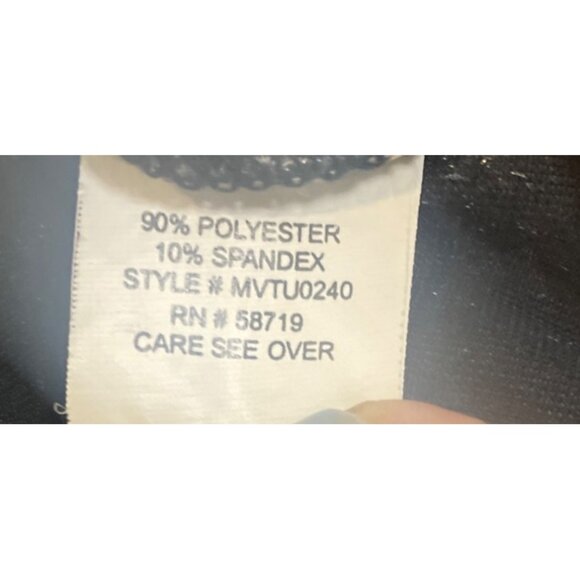 90% POLYESTER
10% SPANDEX
STYLE # MVTU0240
RN # 58719
CARE SEE OVER